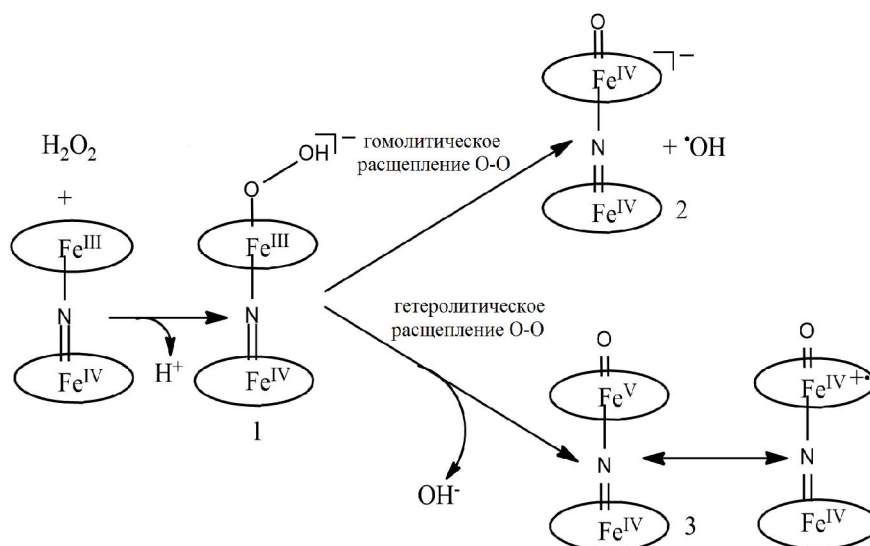 H₂O₂
+
Feᴵᴵᴵ
N
Feᴵⱽ
H⁺
O
OH
−
Feᴵᴵᴵ
N
Feᴵⱽ
1
гомолитическое
расщепление O-O
O
Feᴵⱽ
−
N
+ •OH
Feᴵⱽ
2
гетеролитическое
расщепление O-O
OH⁻
O
Feⱽ
N
Feᴵⱽ
3
O
Feᴵⱽ+•
N
Feᴵⱽ